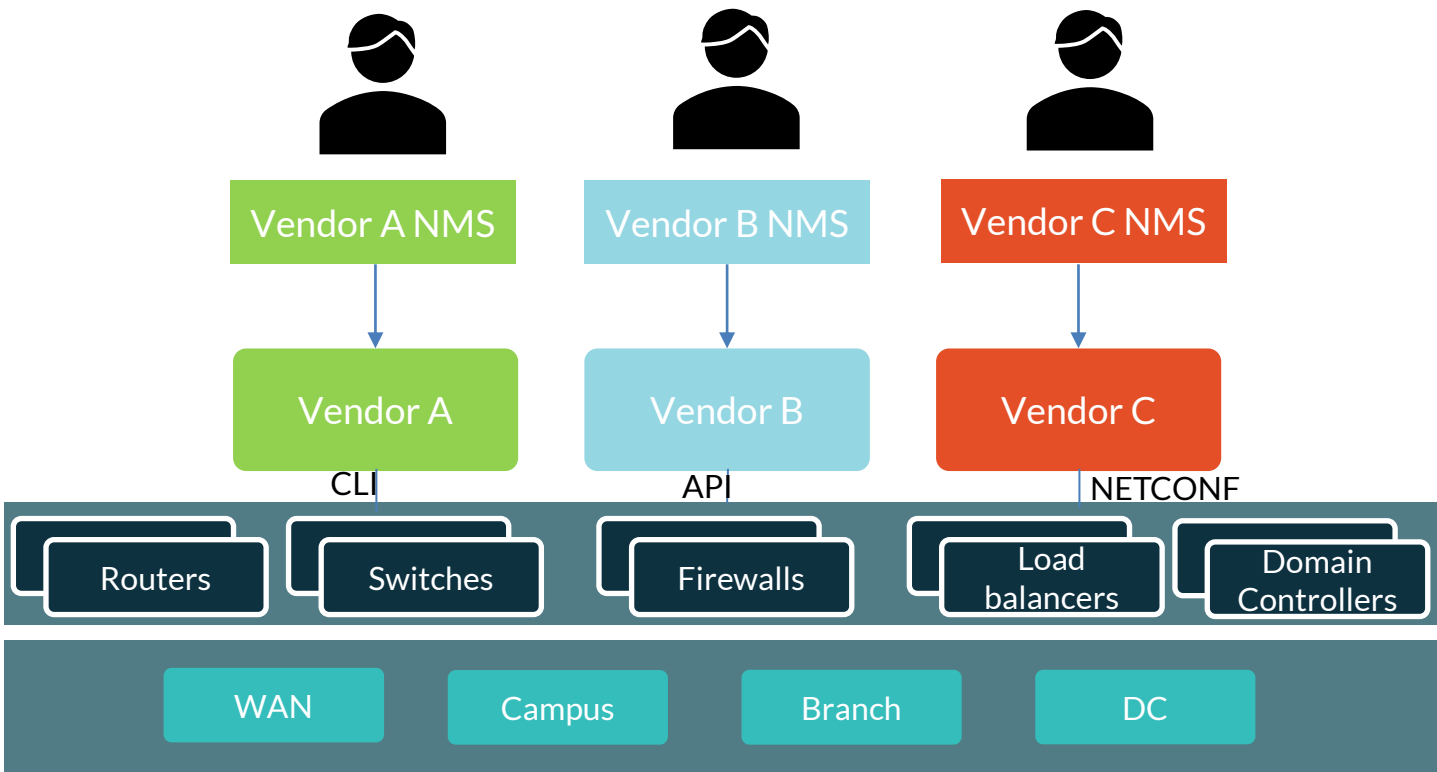 Vendor A NMS
Vendor B NMS
Vendor C NMS
Vendor A
Vendor B
Vendor C
CLI
API
NETCONF
Routers
Switches
Firewalls
Load
balancers
Domain
Controllers
WAN
Campus
Branch
DC